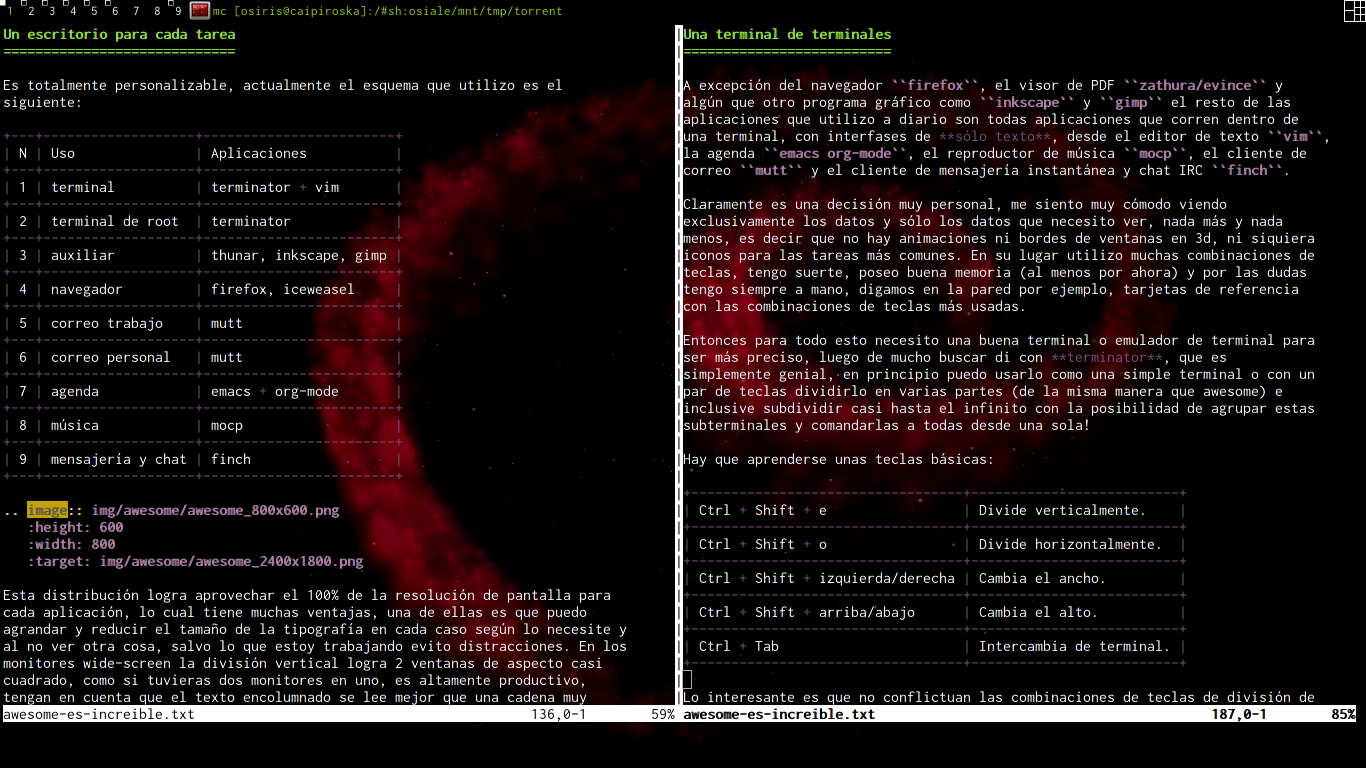 1 2 3 4 5 6 7 8 9 mc [osiris@caipiroska]:/#sh:osiale/mnt/tmp/torrent
Un escritorio para cada tarea
=============================
Es totalmente personalizable, actualmente el esquema que utilizo es el
siguiente:
+---+-------------------+------------------------+
| N | Uso | Aplicaciones |
+---+-------------------+------------------------+
| 1 | terminal | terminator + vim |
+---+-------------------+------------------------+
| 2 | terminal de root | terminator |
+---+-------------------+------------------------+
| 3 | auxiliar | thunar, inkscape, gimp |
+---+-------------------+------------------------+
| 4 | navegador | firefox, iceweasel |
+---+-------------------+------------------------+
| 5 | correo trabajo | mutt |
+---+-------------------+------------------------+
| 6 | correo personal | mutt |
+---+-------------------+------------------------+
| 7 | agenda | emacs + org-mode |
+---+-------------------+------------------------+
| 8 | música | mocp |
+---+-------------------+------------------------+
| 9 | mensajería y chat | finch |
+---+-------------------+------------------------+
.. image:: img/awesome/awesome_800x600.png
:height: 600
:width: 800
:target: img/awesome/awesome_2400x1800.png
Esta distribución logra aprovechar el 100% de la resolución de pantalla para
cada aplicación, lo cual tiene muchas ventajas, una de ellas es que puedo
agrandar y reducir el tamaño de la tipografía en cada caso según lo necesite y
al no ver otra cosa, salvo lo que estoy trabajando evito distracciones. En los
monitores wide-screen la división vertical logra 2 ventanas de aspecto casi
cuadrado, como si tuvieras dos monitores en uno, es altamente productivo,
tengan en cuenta que el texto encolumnado se lee mejor que una cadena muy
awesome-es-increible.txt 136,0-1 59%
Una terminal de terminales
==========================
A excepción del navegador ``firefox``, el visor de PDF ``zathura/evince`` y
algún que otro programa gráfico como ``inkscape`` y ``gimp`` el resto de las
aplicaciones que utilizo a diario son todas aplicaciones que corren dentro de
una terminal, con interfases de **sólo texto**, desde el editor de texto ``vim``,
la agenda ``emacs org-mode``, el reproductor de música ``mocp``, el cliente de
correo ``mutt`` y el cliente de mensajería instantánea y chat IRC ``finch``.
Claramente es una decisión muy personal, me siento muy cómodo viendo
exclusivamente los datos y sólo los datos que necesito ver, nada más y nada
menos, es decir que no hay animaciones ni bordes de ventanas en 3d, ni siquiera
iconos para las tareas más comunes. En su lugar utilizo muchas combinaciones de
teclas, tengo suerte, poseo buena memoria (al menos por ahora) y por las dudas
tengo siempre a mano, digamos en la pared por ejemplo, tarjetas de referencia
con las combinaciones de teclas más usadas.
Entonces para todo esto necesito una buena terminal o emulador de terminal para
ser más preciso, luego de mucho buscar di con **terminator**, que es
simplemente genial, en principio puedo usarlo como una simple terminal o con un
par de teclas dividirlo en varias partes (de la misma manera que awesome) e
inclusive subdividir casi hasta el infinito con la posibilidad de agrupar estas
subterminales y comandarlas a todas desde una sola!
Hay que aprenderse unas teclas básicas:
+----------------------------------+--------------------------+
| Ctrl + Shift + e | Divide verticalmente. |
+----------------------------------+--------------------------+
| Ctrl + Shift + o | Divide horizontalmente. |
+----------------------------------+--------------------------+
| Ctrl + Shift + izquierda/derecha | Cambia el ancho. |
+----------------------------------+--------------------------+
| Ctrl + Shift + arriba/abajo | Cambia el alto. |
+----------------------------------+--------------------------+
| Ctrl + Tab | Intercambia de terminal. |
+----------------------------------+--------------------------+
Lo interesante es que no conflictuan las combinaciones de teclas de división de
awesome-es-increible.txt 187,0-1 85%